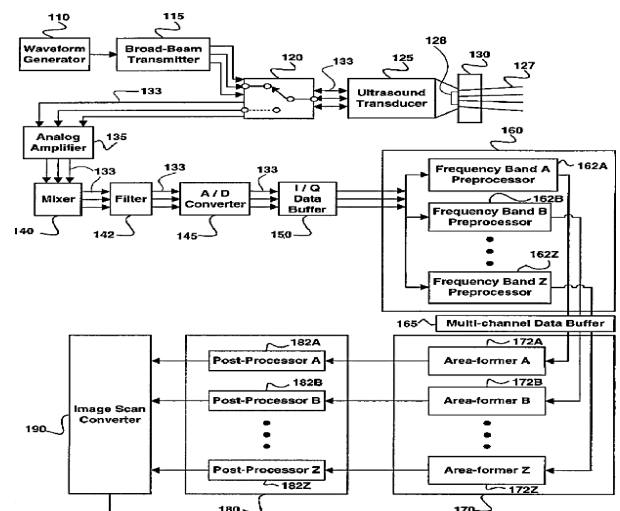 110
115
Waveform
Generator
Broad-Beam
Transmitter
120
133
125
128
130
127
Ultrasound
Transducer
133
Analog
Amplifier
135
133
133
133
Mixer
Filter
A / D
Converter
I / Q
Data
Buffer
140
142
145
150
160
Frequency Band A
Preprocessor
162A
162B
Frequency Band B
Preprocessor
162Z
Frequency Band Z
Preprocessor
165
Multi-channel Data Buffer
182A
172A
Post-Processor A
Area-former A
182B
172B
Post-Processor B
Area-former B
190
Image Scan
Converter
Post-Processor Z
Area-former Z
182Z
172Z
180
170